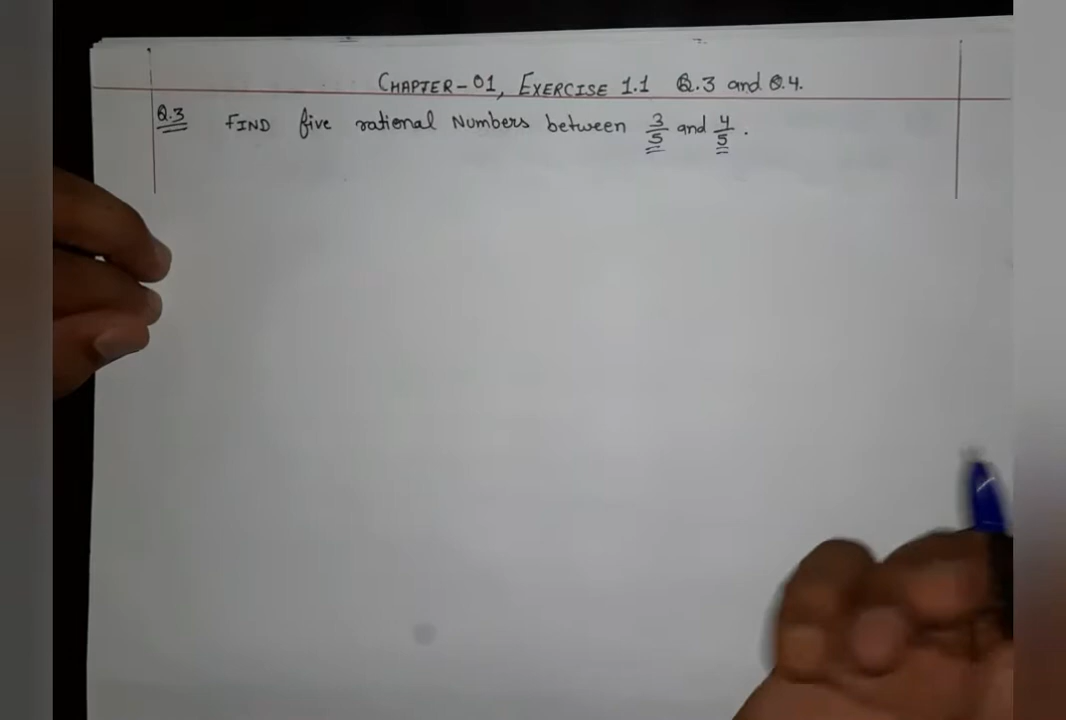 CHAPTER-01, EXERCISE 1.1 Q.3 and Q.4.
Q.3 FIND five rational Numbers between 3/5 and 4/5.